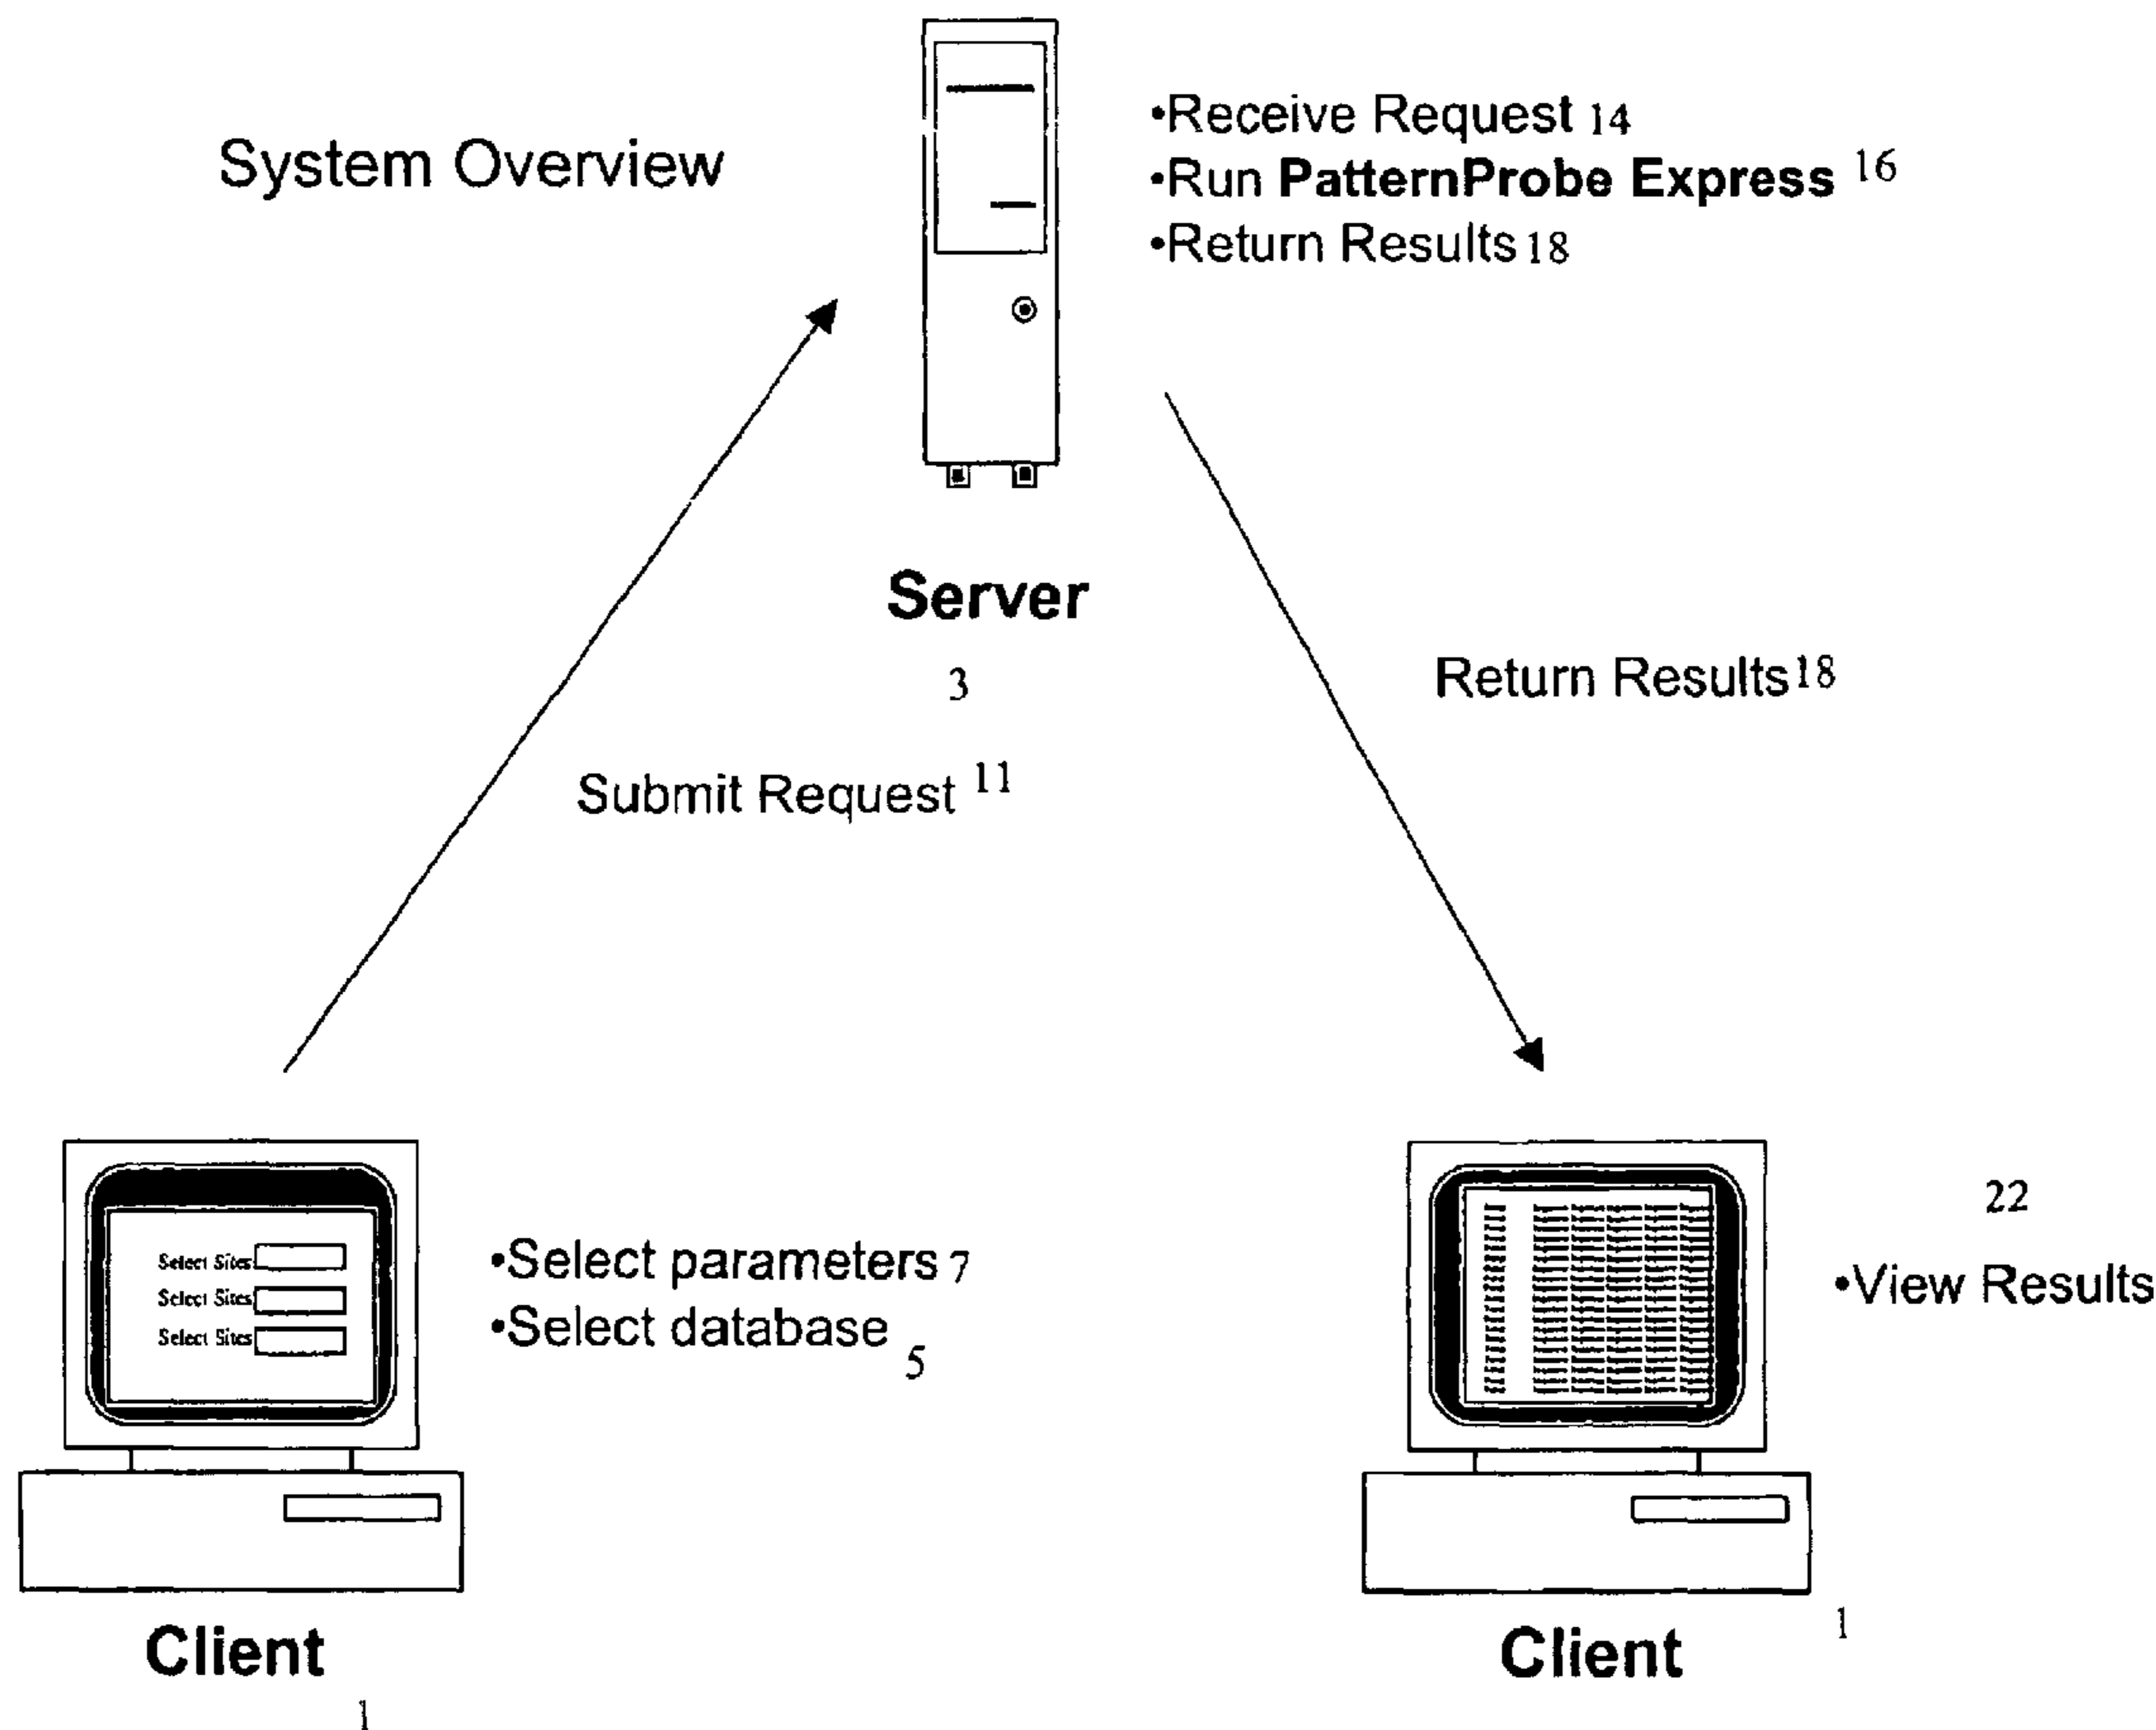 System Overview
•Receive Request 14
•Run PatternProbe Express 16
•Return Results 18
Server
3
Return Results 18
Submit Request 11
Select Sites
Select Sites
Select Sites
•Select parameters 7
•Select database 5
22
•View Results
Client
1
Client
1